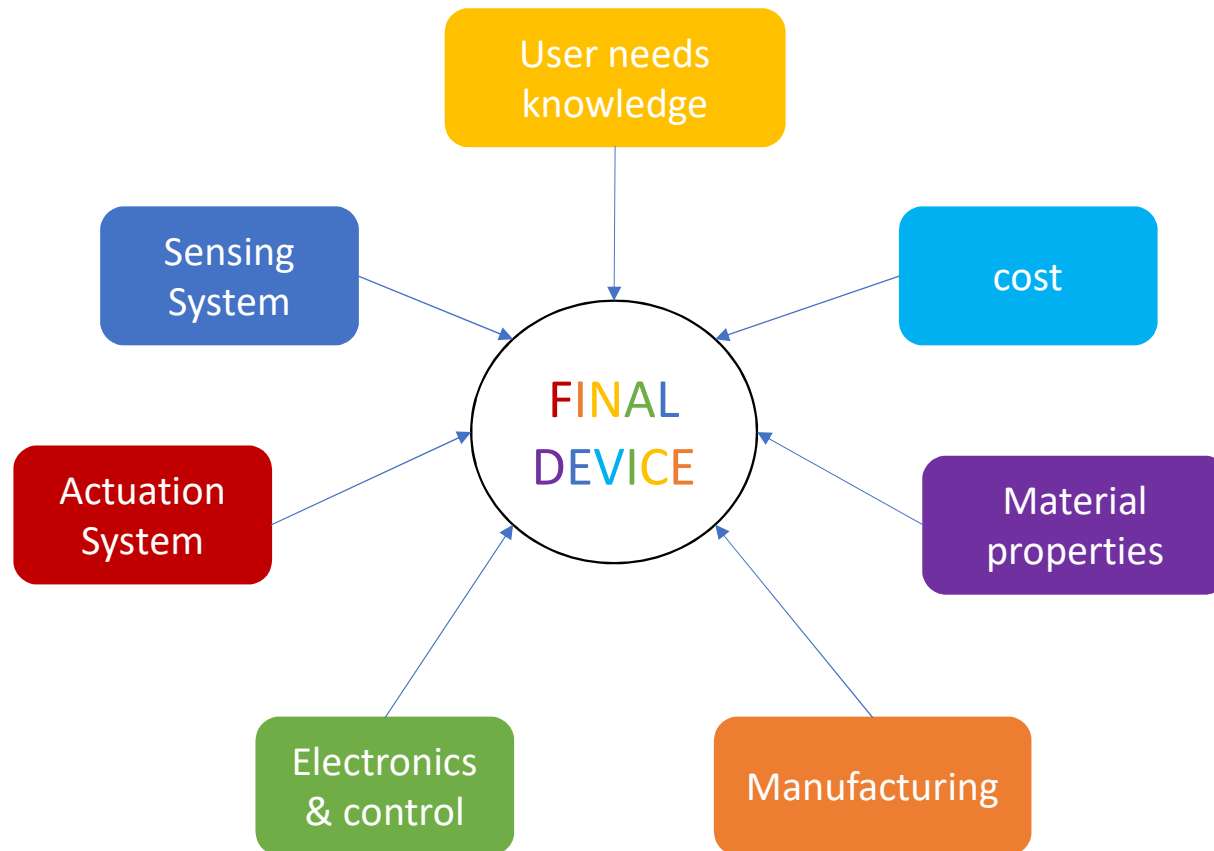 User needs
knowledge
Sensing
System
cost
FINAL
DEVICE
Actuation
System
Material
properties
Electronics
& control
Manufacturing